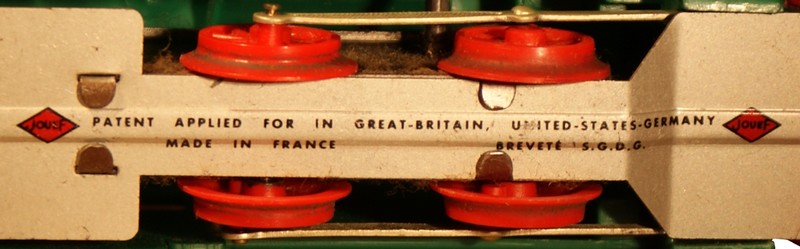 JOUEF PATENT APPLIED FOR IN GREAT-BRITAIN, UNITED-STATES-GERMANY JOUEF
MADE IN FRANCE BREVETÉ S.G.D.G.